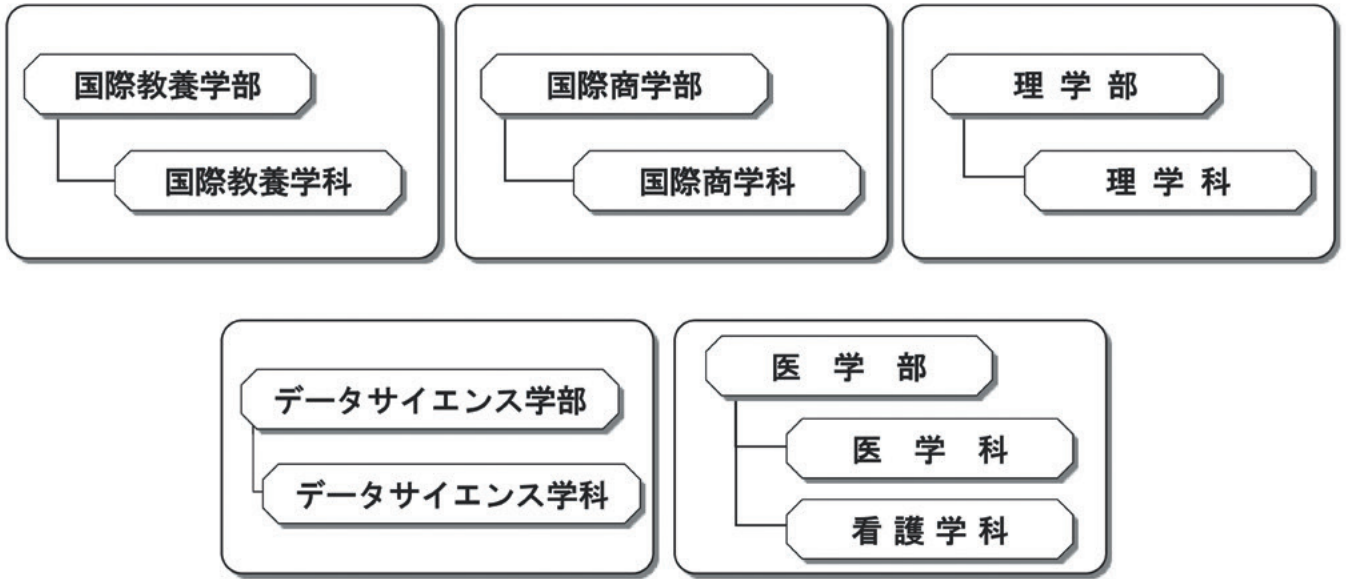 国際教養学部
国際教養学科
国際商学部
国際商学科
理学部
理学科
データサイエンス学部
データサイエンス学科
医学部
医学科
看護学科